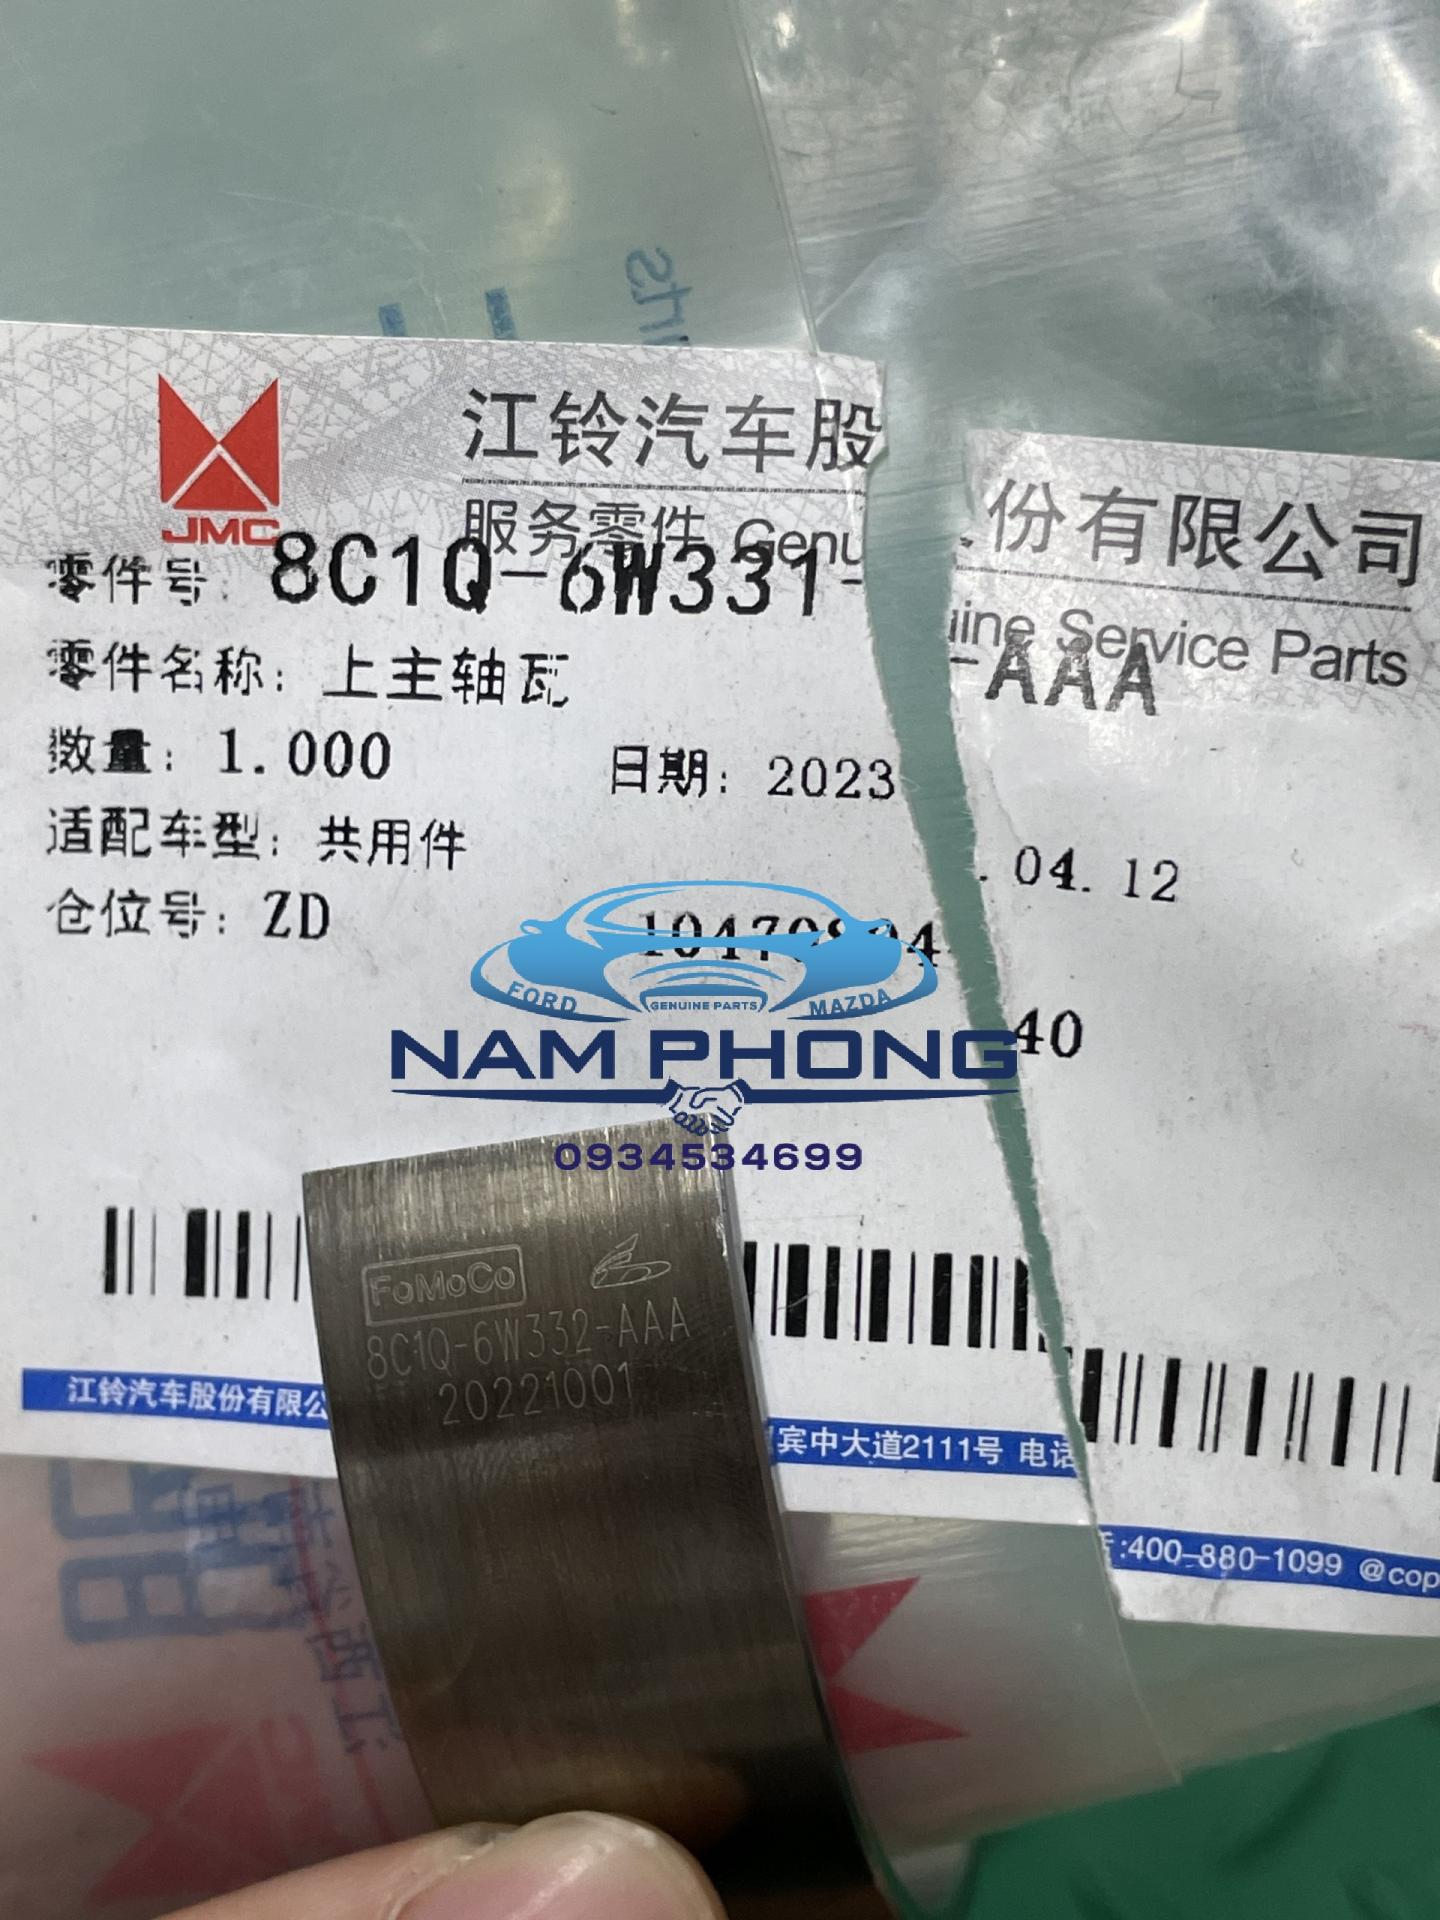 江铃汽车股份有限公司
服务零件 Genuine Service Parts
JMC
零件号: 8C1Q-6W331-AAA
零件名称: 上主轴瓦
数量: 1.000 日期: 2023.04.12
适配车型: 共用件
仓位号: ZD
40
FORD GENUINE PARTS MAZDA
NAM PHONG
0934534699
FoMoCo
8C1Q-6W332-AAA
20221001
江铃汽车股份有限公 宾中大道2111号 电话:400-880-1099 @cop